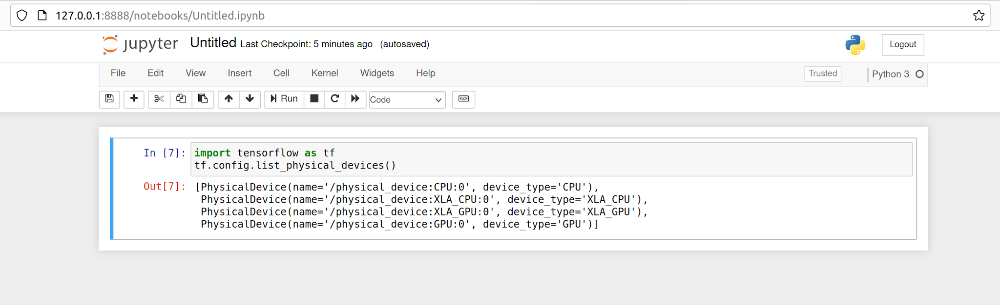 127.0.0.1:8888/notebooks/Untitled.ipynb
jupyter Untitled Last Checkpoint: 5 minutes ago (autosaved) Logout
File Edit View Insert Cell Kernel Widgets Help Trusted Python 3
Run Code
In [7]: import tensorflow as tf
tf.config.list_physical_devices()
Out[7]: [PhysicalDevice(name='/physical_device:CPU:0', device_type='CPU'),
PhysicalDevice(name='/physical_device:XLA_CPU:0', device_type='XLA_CPU'),
PhysicalDevice(name='/physical_device:XLA_GPU:0', device_type='XLA_GPU'),
PhysicalDevice(name='/physical_device:GPU:0', device_type='GPU')]